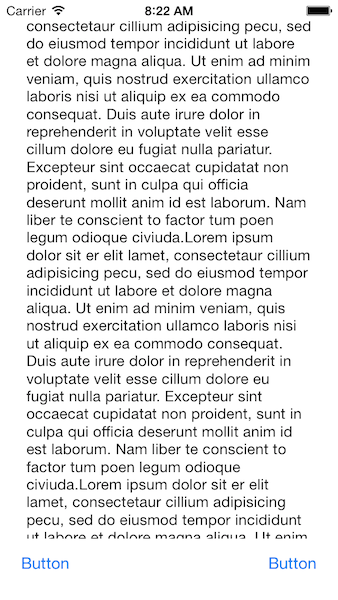 Carrier 8:22 AM
consectetaur cillium adipisicing pecu, sed
do eiusmod tempor incididunt ut labore
et dolore magna aliqua. Ut enim ad minim
veniam, quis nostrud exercitation ullamco
laboris nisi ut aliquip ex ea commodo
consequat. Duis aute irure dolor in
reprehenderit in voluptate velit esse
cillum dolore eu fugiat nulla pariatur.
Excepteur sint occaecat cupidatat non
proident, sunt in culpa qui officia
deserunt mollit anim id est laborum. Nam
liber te conscient to factor tum poen
legum odioque civiuda.Lorem ipsum
dolor sit er elit lamet, consectetaur cillium
adipisicing pecu, sed do eiusmod tempor
incididunt ut labore et dolore magna
aliqua. Ut enim ad minim veniam, quis
nostrud exercitation ullamco laboris nisi
ut aliquip ex ea commodo consequat.
Duis aute irure dolor in reprehenderit in
voluptate velit esse cillum dolore eu
fugiat nulla pariatur. Excepteur sint
occaecat cupidatat non proident, sunt in
culpa qui officia deserunt mollit anim id
est laborum. Nam liber te conscient to
factor tum poen legum odioque
civiuda.Lorem ipsum dolor sit er elit
lamet, consectetaur cillium adipisicing
pecu, sed do eiusmod tempor incididunt
ut labore et dolore magna aliqua. Ut enim
Button Button